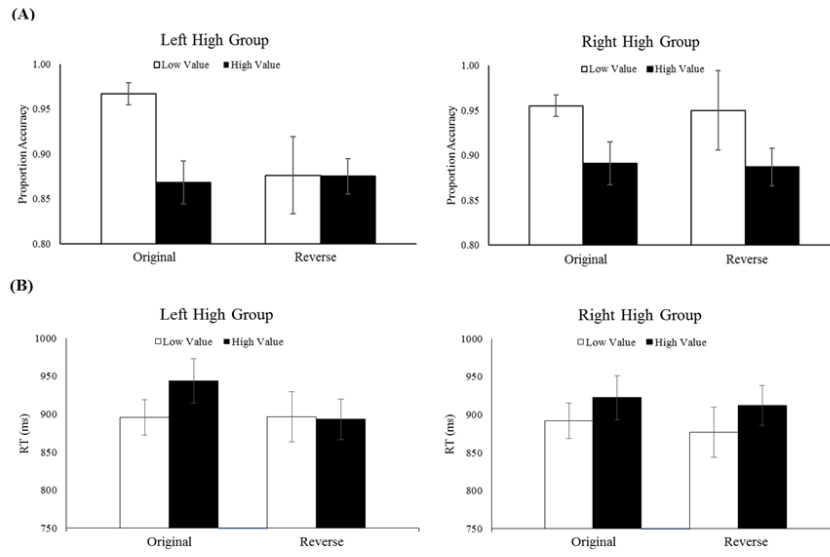 (A)
Left High Group
Low Value High Value
Proportion Accuracy
1.00
0.95
0.90
0.85
0.80
Original Reverse
Right High Group
Low Value High Value
Proportion Accuracy
1.00
0.95
0.90
0.85
0.80
Original Reverse
(B)
Left High Group
Low Value High Value
RT (ms)
1000
950
900
850
800
750
Original Reverse
Right High Group
Low Value High Value
RT (ms)
1000
950
900
850
800
750
Original Reverse